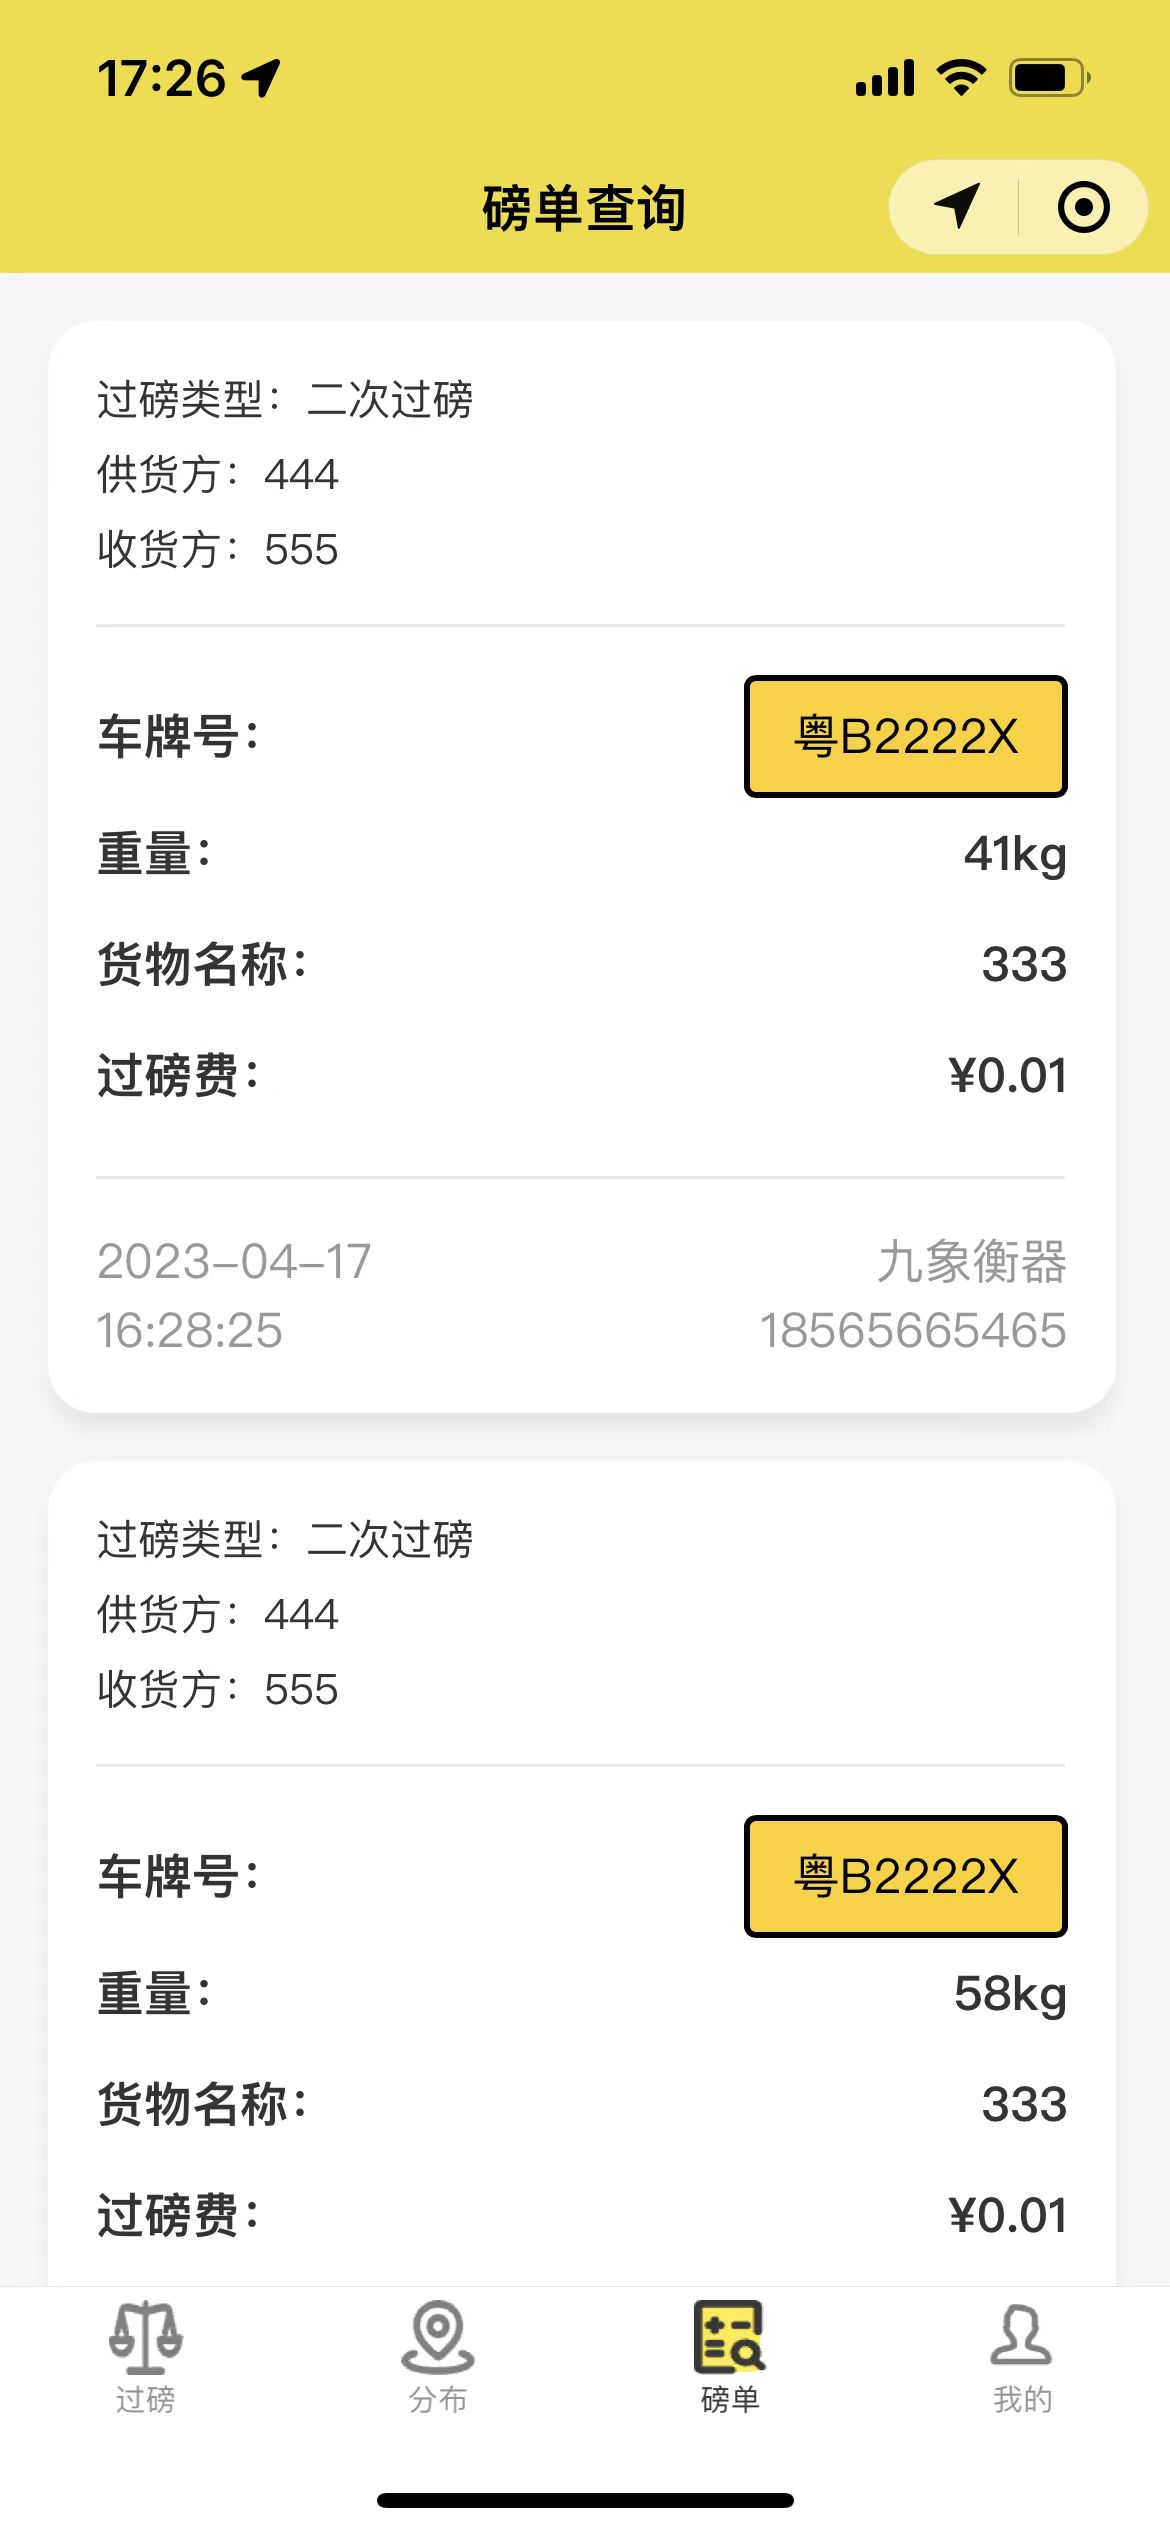 17:26
磅单查询
过磅类型：二次过磅
供货方：444
收货方：555
车牌号：
粤B2222X
重量：
41kg
货物名称：
333
过磅费：
¥0.01
2023-04-17
16:28:25
九象衡器
18565665465
过磅类型：二次过磅
供货方：444
收货方：555
车牌号：
粤B2222X
重量：
58kg
货物名称：
333
过磅费：
¥0.01
过磅
分布
磅单
我的